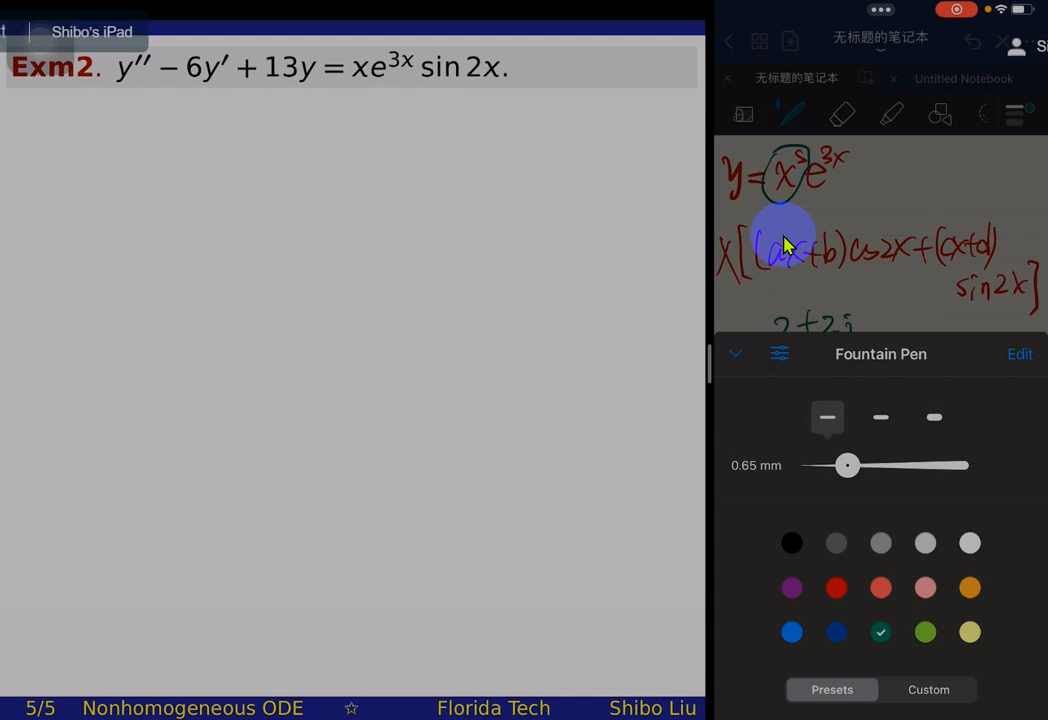 Shibo's iPad
Exm2. y′′ − 6y′ + 13y = xe^{3x} sin 2x.
无标题的笔记本
无标题的笔记本
Untitled Notebook
y = x^s e^{3x}
x[(ax+b)cos2x+(cx+d)
sin2x]
2+2i
Fountain Pen
Edit
0.65 mm
Presets
Custom
5/5 Nonhomogeneous ODE ☆ Florida Tech Shibo Liu